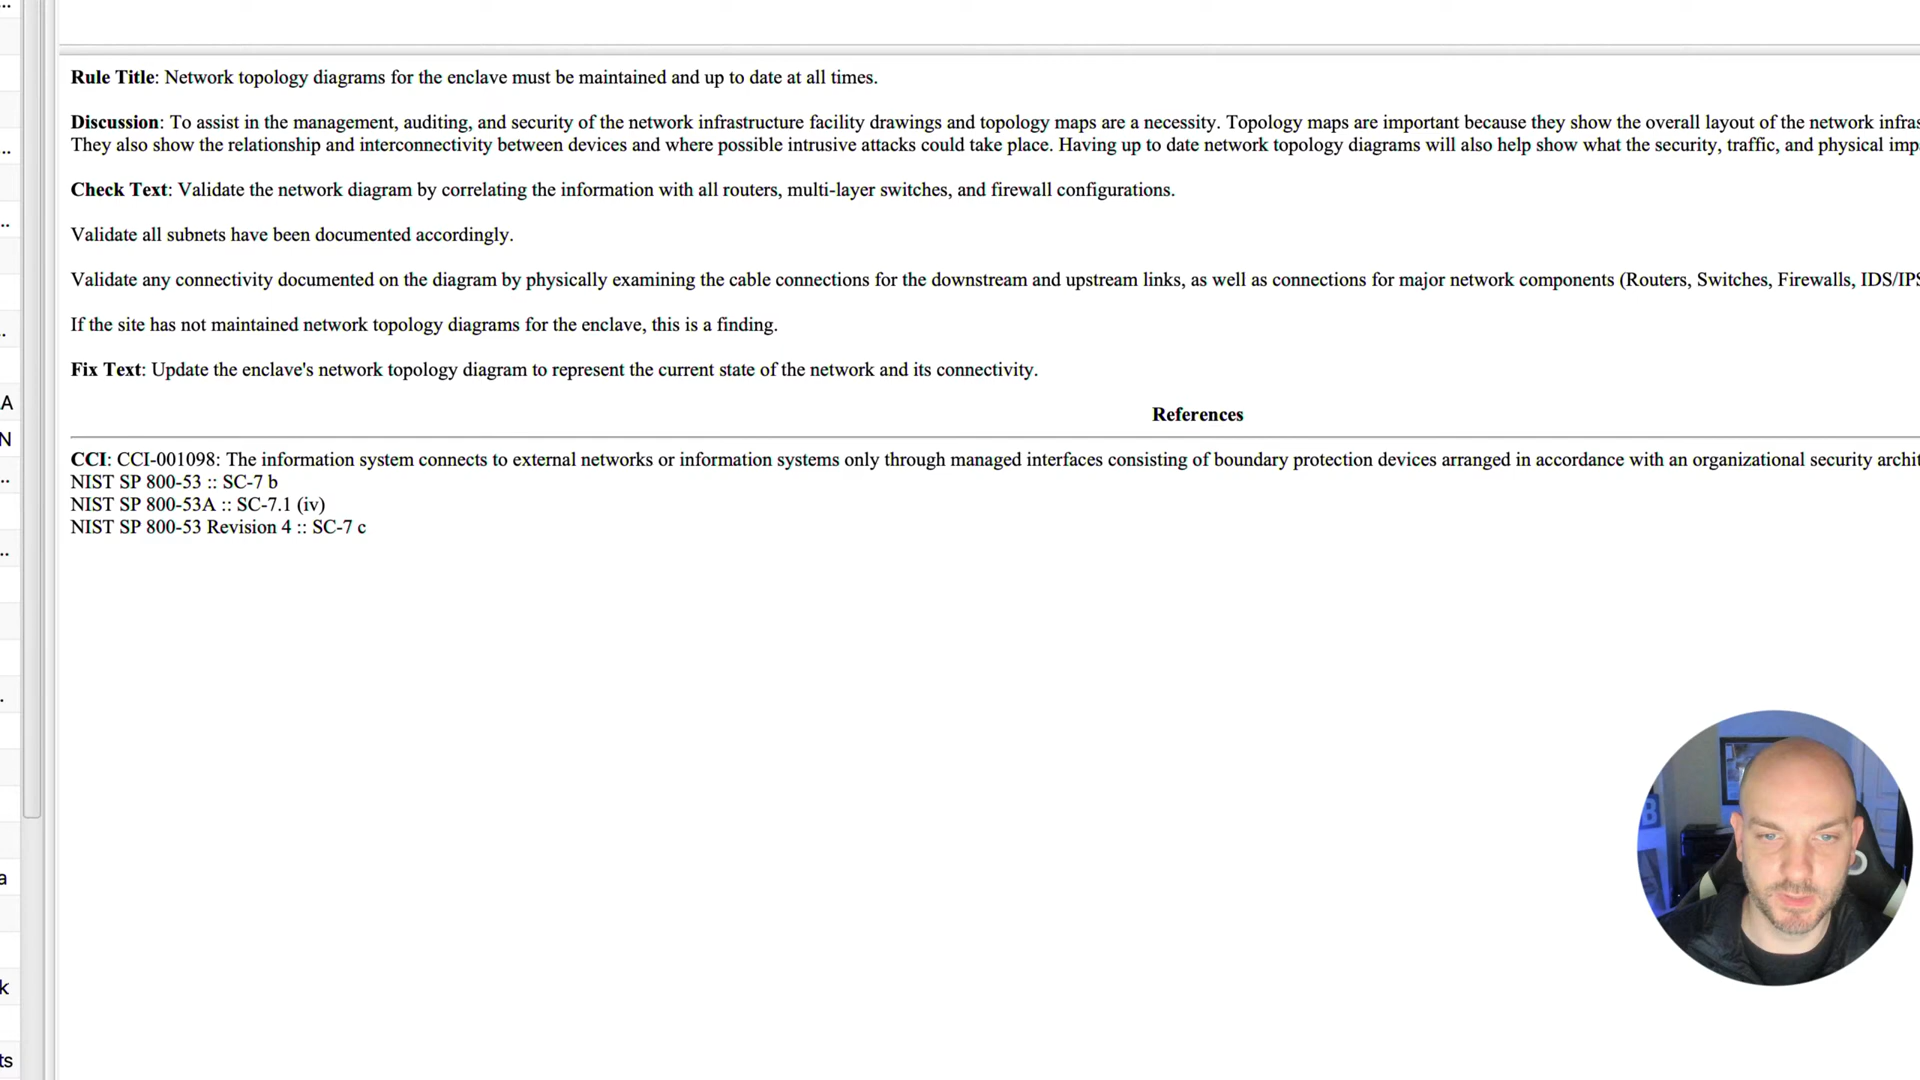 Rule Title: Network topology diagrams for the enclave must be maintained and up to date at all times.
Discussion: To assist in the management, auditing, and security of the network infrastructure facility drawings and topology maps are a necessity. Topology maps are important because they show the overall layout of the network infras
They also show the relationship and interconnectivity between devices and where possible intrusive attacks could take place. Having up to date network topology diagrams will also help show what the security, traffic, and physical imp
Check Text: Validate the network diagram by correlating the information with all routers, multi-layer switches, and firewall configurations.
Validate all subnets have been documented accordingly.
Validate any connectivity documented on the diagram by physically examining the cable connections for the downstream and upstream links, as well as connections for major network components (Routers, Switches, Firewalls, IDS/IPS
If the site has not maintained network topology diagrams for the enclave, this is a finding.
Fix Text: Update the enclave's network topology diagram to represent the current state of the network and its connectivity.
A
References
N
CCI: CCI-001098: The information system connects to external networks or information systems only through managed interfaces consisting of boundary protection devices arranged in accordance with an organizational security archit
NIST SP 800-53 :: SC-7 b
NIST SP 800-53A :: SC-7.1 (iv)
NIST SP 800-53 Revision 4 :: SC-7 c
a
k
ts